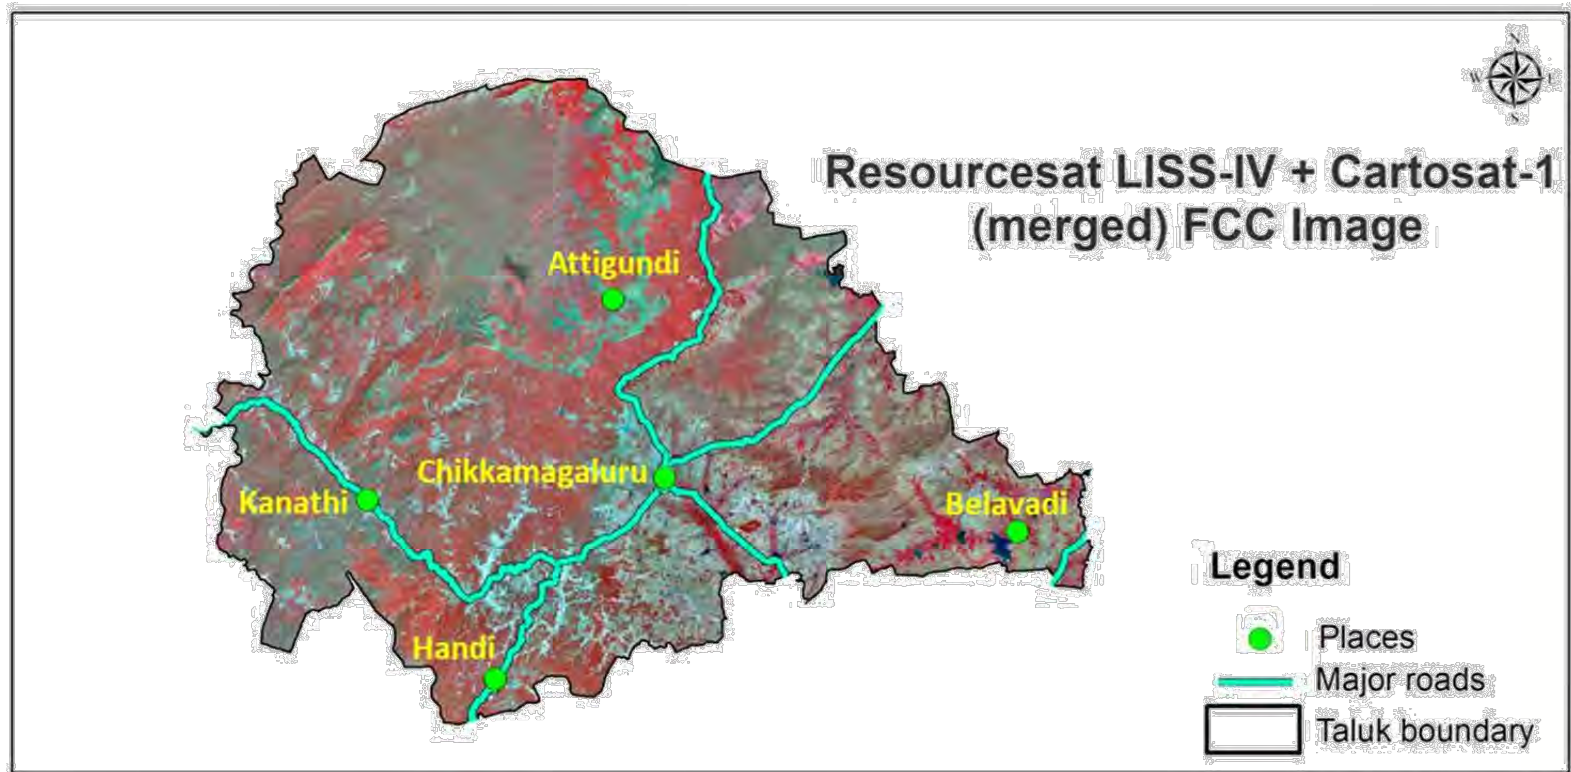 N
W E
S
Resourcesat LISS-IV + Cartosat-1
(merged) FCC Image
Attigundi
Chikkamagaluru
Kanathi
Belavadi
Handi
Legend
Places
Major roads
Taluk boundary